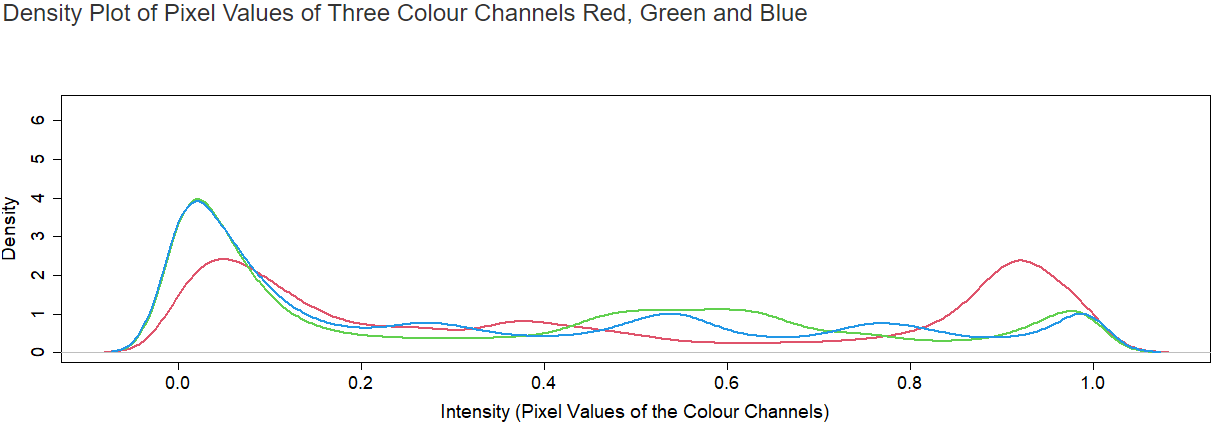 Density Plot of Pixel Values of Three Colour Channels Red, Green and Blue
6
5
4
3
2
1
0
Density
0.0 0.2 0.4 0.6 0.8 1.0
Intensity (Pixel Values of the Colour Channels)